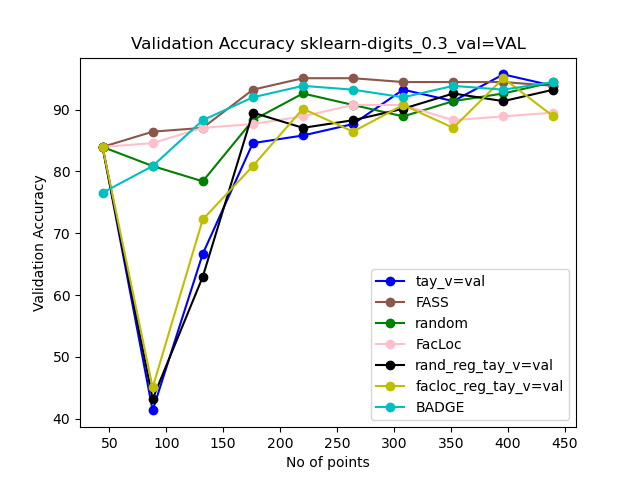 Validation Accuracy sklearn-digits_0.3_val=VAL
Validation Accuracy
90
80
70
60
50
40
tay_v=val
FASS
random
FacLoc
rand_reg_tay_v=val
facloc_reg_tay_v=val
BADGE
50 100 150 200 250 300 350 400 450
No of points